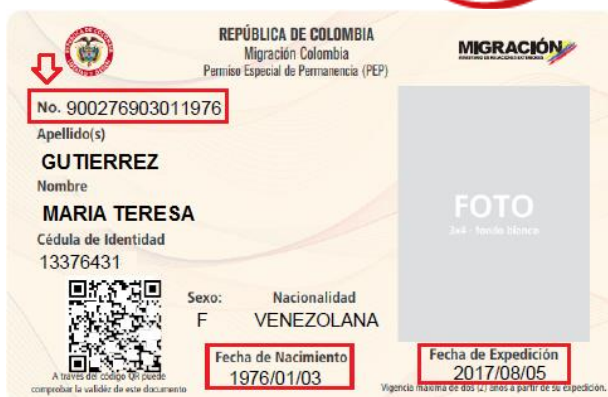 REPÚBLICA DE COLOMBIA
Migración Colombia
Permiso Especial de Permanencia (PEP)
MIGRACIÓN
No. 900276903011976
Apellido(s)
GUTIERREZ
Nombre
MARIA TERESA
Cédula de Identidad
13376431
FOTO
3x4 - fondo blanco
Sexo: Nacionalidad
F VENEZOLANA
Fecha de Nacimiento
1976/01/03
Fecha de Expedición
2017/08/05
A través del código QR puede
comprobar la validéz de este documento
Vigencia máxima de dos (2) años a partir de su expedición.